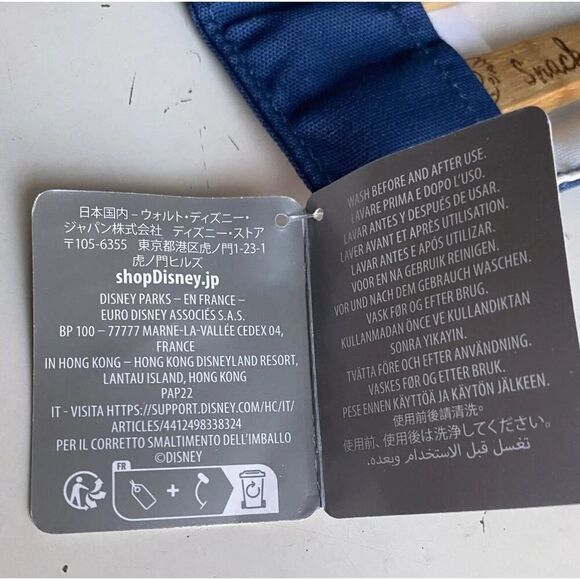 Snack
日本国内 – ウォルト・ディズニー・
ジャパン株式会社 ディズニー・ストア
〒105-6355 東京都港区虎ノ門1-23-1
虎ノ門ヒルズ
shopDisney.jp
DISNEY PARKS – EN FRANCE –
EURO DISNEY ASSOCIÉS S.A.S.
BP 100 – 77777 MARNE-LA-VALLÉE CEDEX 04,
FRANCE
IN HONG KONG – HONG KONG DISNEYLAND RESORT,
LANTAU ISLAND, HONG KONG
PAP22
IT - VISITA HTTPS://SUPPORT.DISNEY.COM/HC/IT/
ARTICLES/4412498338324
PER IL CORRETTO SMALTIMENTO DELL'IMBALLO
©DISNEY
FR
WASH BEFORE AND AFTER USE.
LAVARE PRIMA E DOPO L'USO.
LAVAR ANTES Y DESPUÉS DE USAR.
LAVER AVANT ET APRÈS UTILISATION.
LAVAR ANTES E APÓS UTILIZAR.
VOOR EN NA GEBRUIK REINIGEN.
VOR UND NACH DEM GEBRAUCH WASCHEN.
VASK FØR OG EFTER BRUG.
KULLANMADAN ÖNCE VE KULLANDIKTAN
SONRA YIKAYIN.
TVÄTTA FÖRE OCH EFTER ANVÄNDNING.
VASKES FØR OG ETTER BRUK.
PESE ENNEN KÄYTTÖÄ JA KÄYTÖN JÄLKEEN.
使用前後請清洗。
使用前、使用後は洗浄してください。
تغسل قبل الاستخدام وبعده.